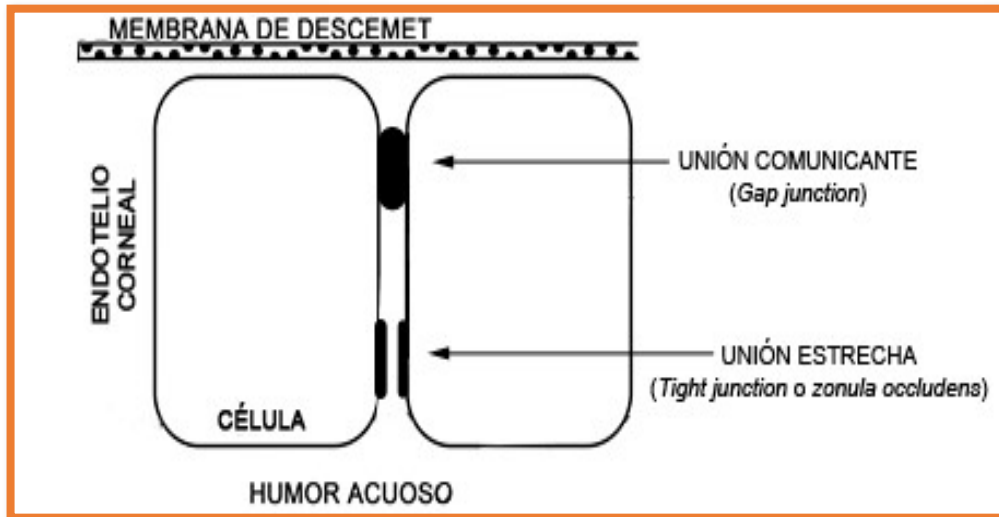 MEMBRANA DE DESCEMET
ENDOTELIO
CORNEAL
UNIÓN COMUNICANTE
(Gap junction)
UNIÓN ESTRECHA
(Tight junction o zonula occludens)
CÉLULA
HUMOR ACUOSO